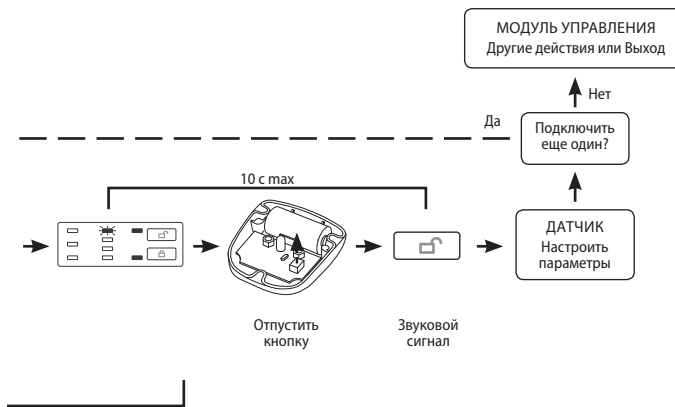 МОДУЛЬ УПРАВЛЕНИЯ
Другие действия или Выход
Нет
Да
Подключить
еще один?
10 с max
ДАТЧИК
Настроить
параметры
Отпустить
кнопку
Звуковой
сигнал